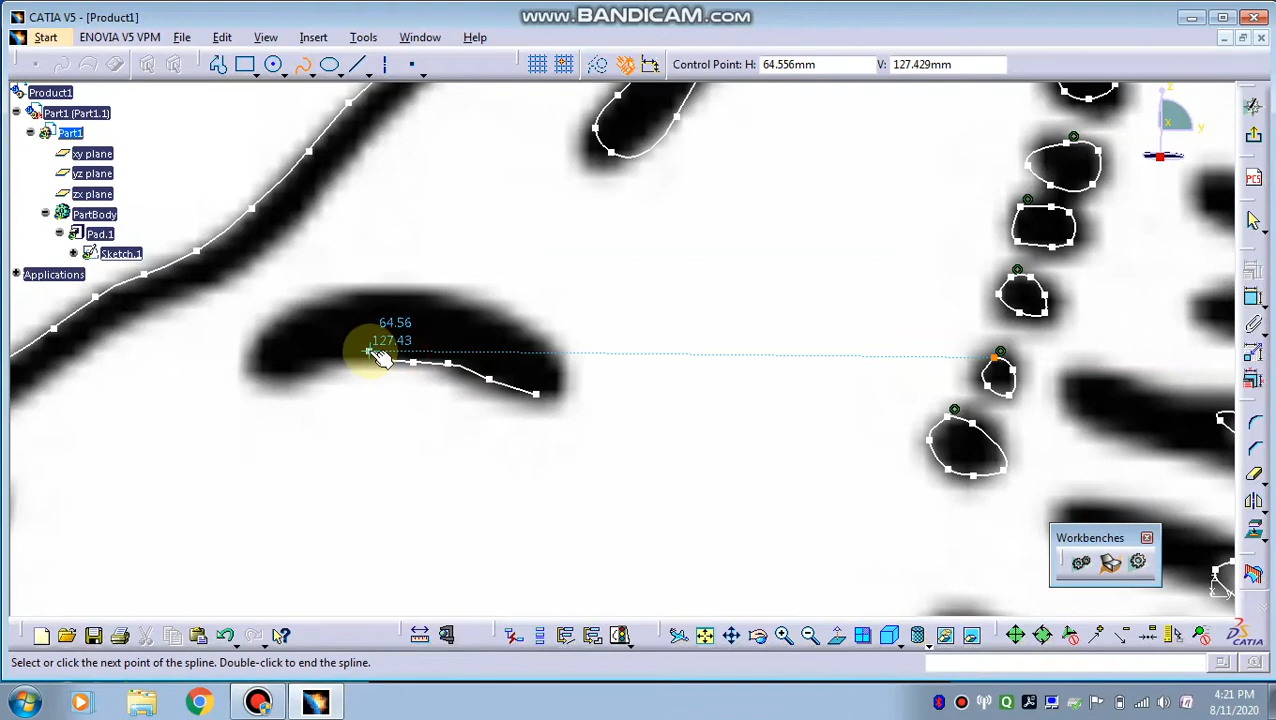 CATIA V5 - [Product1]
www.BANDICAM.com
Start ENOVIA V5 VPM File Edit View Insert Tools Window Help
Control Point: H: 64.556mm V: 127.429mm
Product1
Part1 (Part1.1)
Part1
xy plane
yz plane
zx plane
PartBody
Pad.1
Sketch.1
Applications
z
x
y
PCS
64.56
127.43
Workbenches
CATIA
Select or click the next point of the spline. Double-click to end the spline.
4:21 PM
8/11/2020